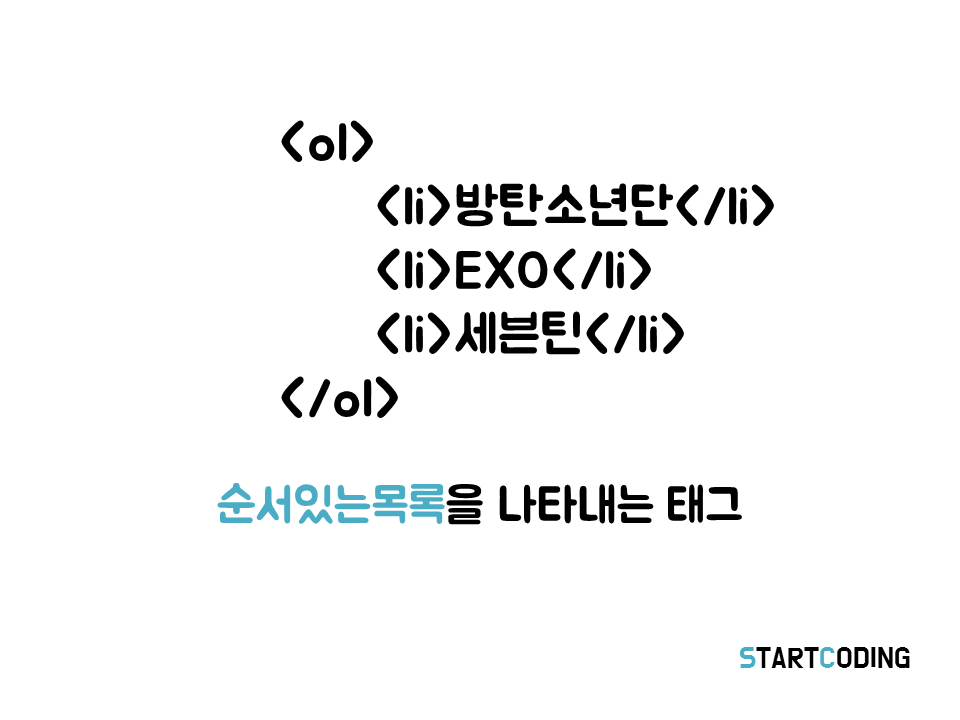 <ol>
<li>방탄소년단</li>
<li>EXO</li>
<li>세븐틴</li>
</ol>
순서있는목록을 나타내는 태그
STARTCODING